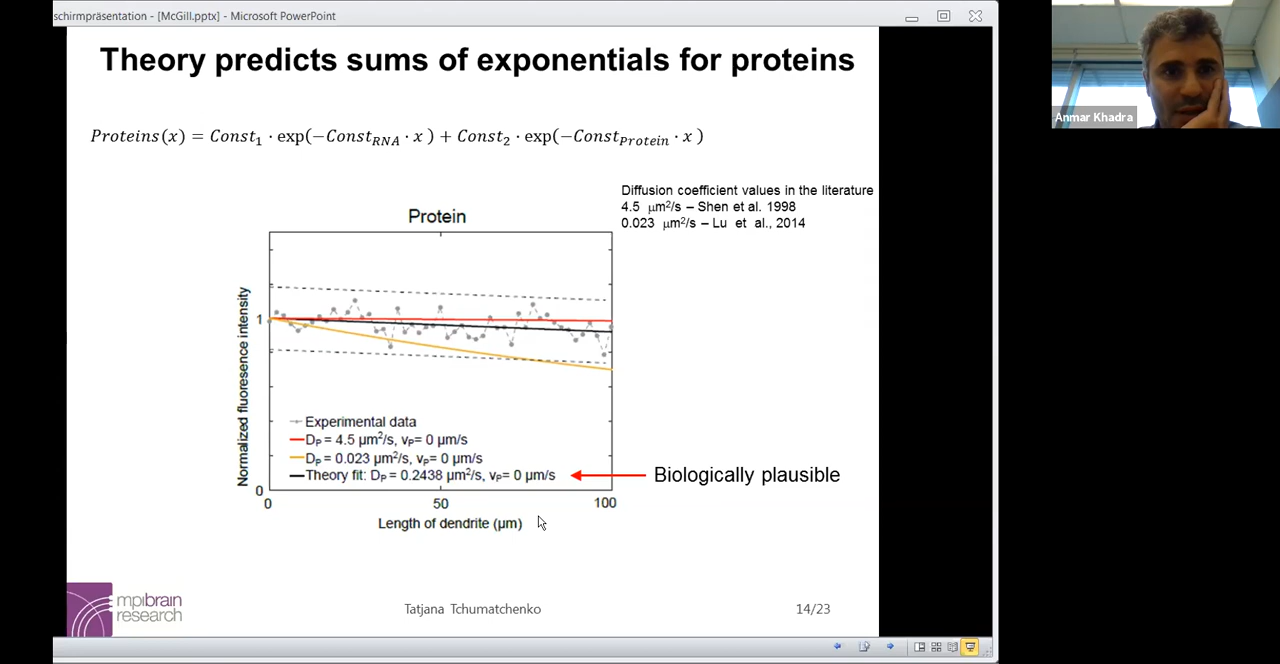 schirmpräsentation - [McGill.pptx] - Microsoft PowerPoint
Theory predicts sums of exponentials for proteins
Proteins(x) = Const₁ · exp(−Const_RNA · x ) + Const₂ · exp(−Const_Protein · x )
Diffusion coefficient values in the literature
4.5 μm²/s – Shen et al. 1998
0.023 μm²/s – Lu et al., 2014
Protein
Normalized fluoresence intensity
1
0
Experimental data
D_P = 4.5 μm²/s, v_P= 0 μm/s
D_P = 0.023 μm²/s, v_P= 0 μm/s
Theory fit: D_P = 0.2438 μm²/s, v_P= 0 μm/s
Biologically plausible
0 50 100
Length of dendrite (μm)
mpibrain
research
Tatjana Tchumatchenko
14/23
Anmar Khadra